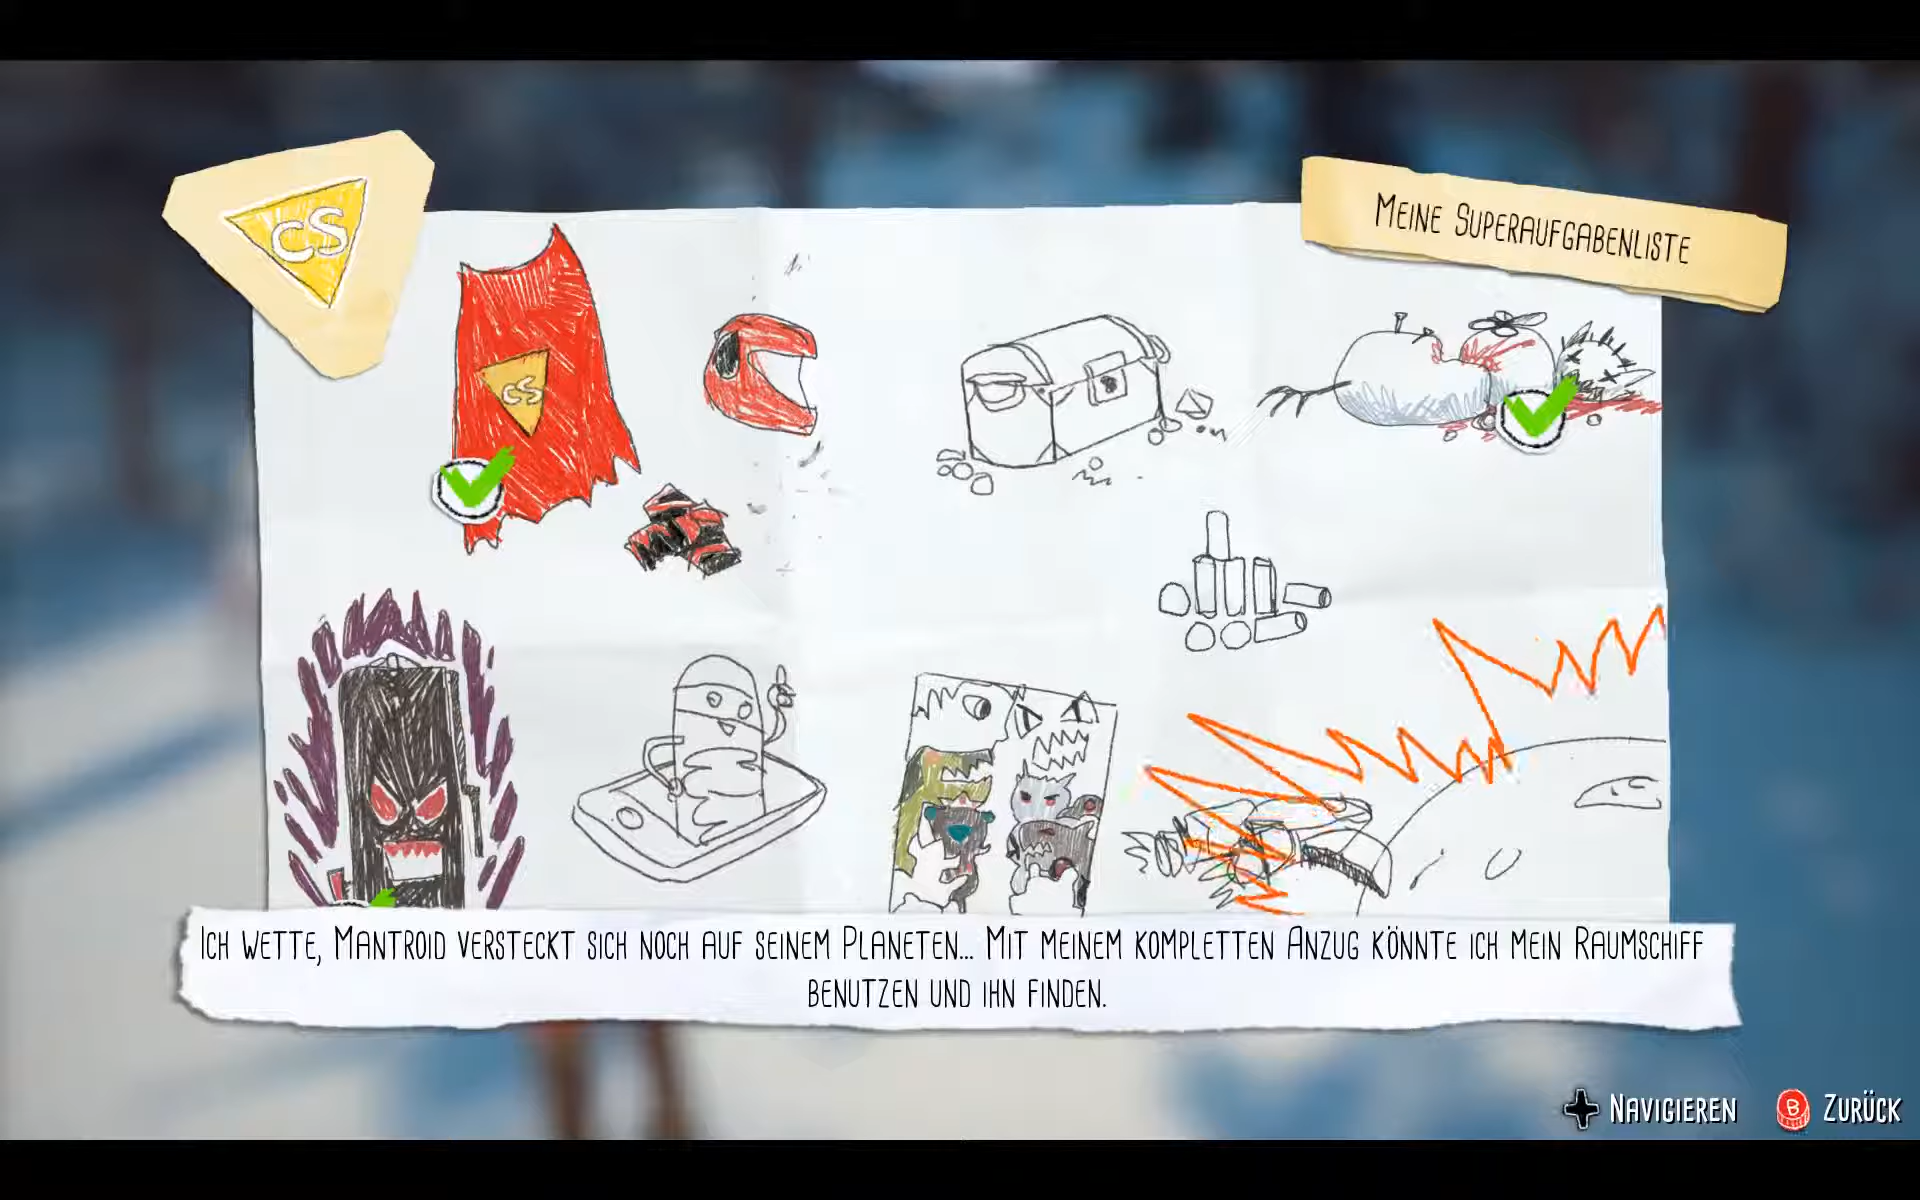 CS
MEINE SUPERAUFGABENLISTE
CS
ICH WETTE, MANTROID VERSTECKT SICH NOCH AUF SEINEM PLANETEN... MIT MEINEM KOMPLETTEN ANZUG KÖNNTE ICH MEIN RAUMSCHIFF
BENUTZEN UND IHN FINDEN.
NAVIGIEREN
B ZURÜCK